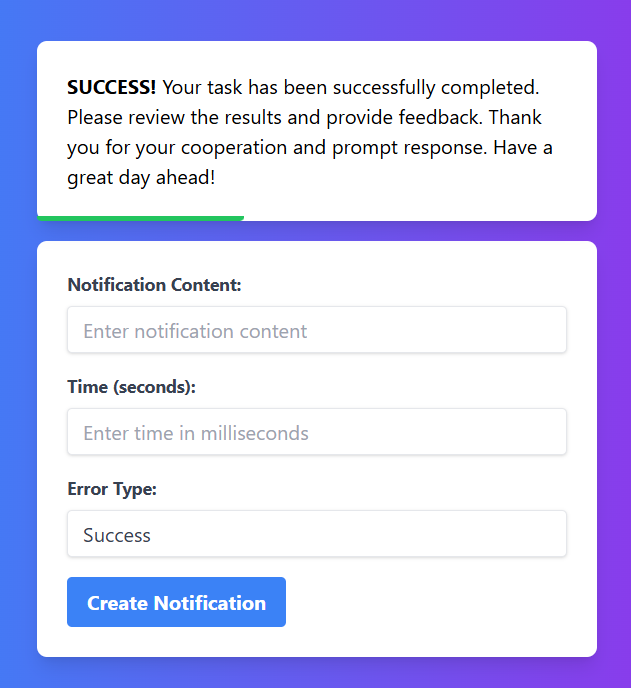 SUCCESS! Your task has been successfully completed.
Please review the results and provide feedback. Thank
you for your cooperation and prompt response. Have a
great day ahead!
Notification Content:
Enter notification content
Time (seconds):
Enter time in milliseconds
Error Type:
Success
Create Notification